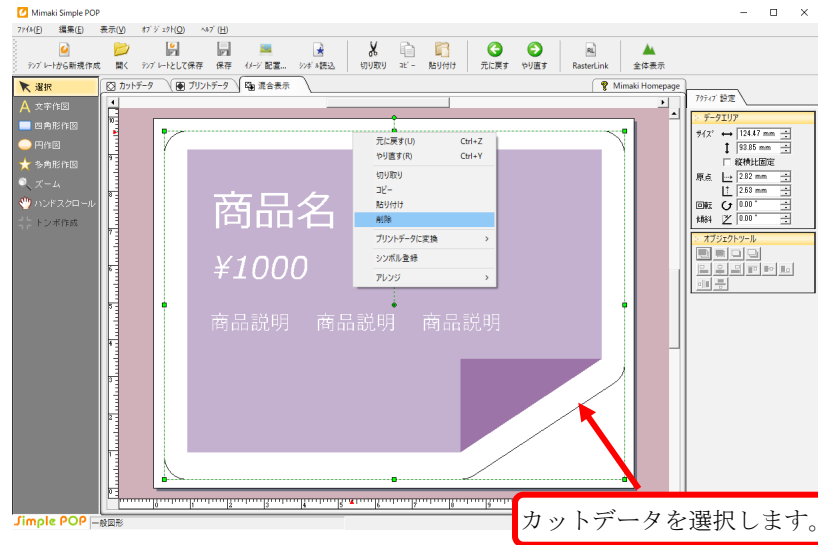 Mimaki Simple POP
ﾌｧｲﾙ(F) 編集(E) 表示(V) ｵﾌﾞｼﾞｪｸﾄ(O) ﾍﾙﾌﾟ(H)
ﾃﾝﾌﾟﾚｰﾄから新規作成 開く ﾃﾝﾌﾟﾚｰﾄとして保存 保存 ｲﾒｰｼﾞ配置... ｼﾝﾎﾞﾙ読込 切り取り ｺﾋﾟｰ 貼り付け 元に戻す やり直す RasterLink 全体表示
選択
文字作図
四角形作図
円作図
多角形作図
ズーム
ハンドスクロール
トンボ作成
カットデータ プリントデータ 混合表示
Mimaki Homepage
元に戻す(U) Ctrl+Z
やり直す(R) Ctrl+Y
切り取り
ｺﾋﾟｰ
貼り付け
削除
プリントデータに変換
シンボル登録
アレンジ
商品名
¥1000
商品説明 商品説明 商品説明
ｱｸﾃｨﾌﾞ設定
データエリア
ｻｲｽﾞ 124.47 mm
93.85 mm
縦横比固定
原点 2.82 mm
2.63 mm
回転 0.00 °
傾斜 0.00 °
オブジェクトツール
カットデータを選択します。
Simple POP 一般図形